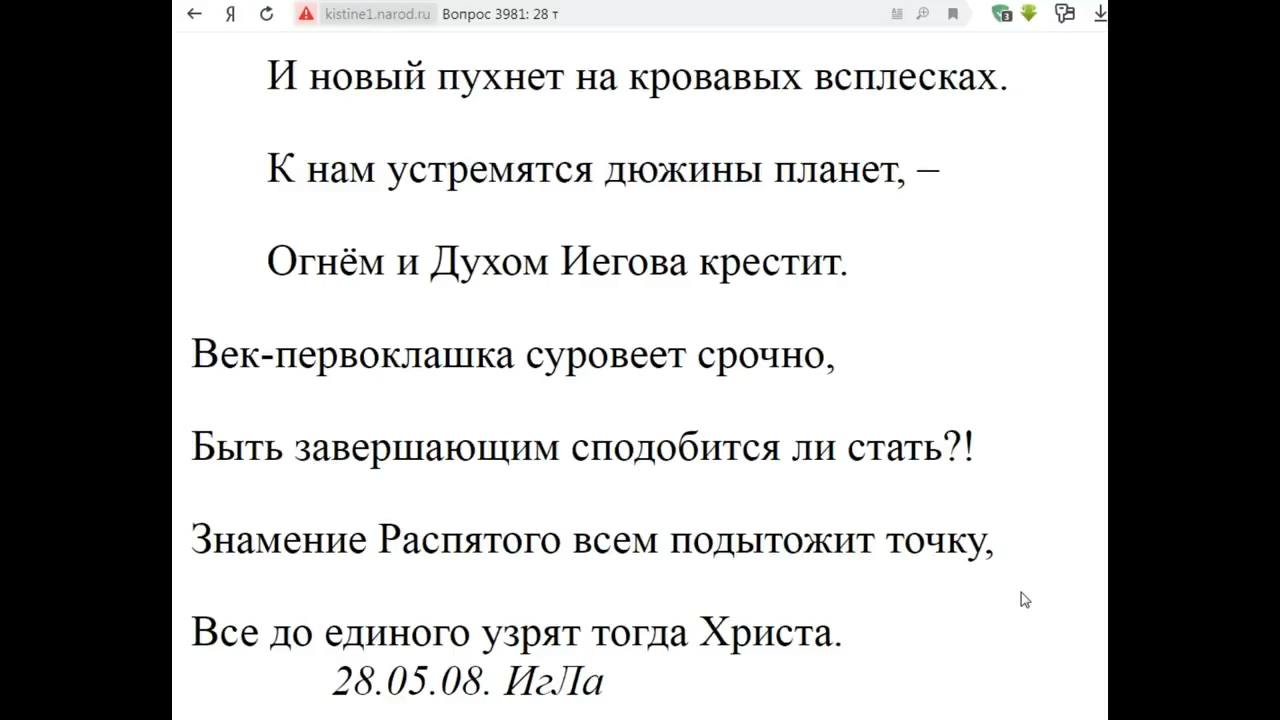 Я kistine1.narod.ru Вопрос 3981: 28 т 3
И новый пухнет на кровавых всплесках.
К нам устремятся дюжины планет, –
Огнём и Духом Иегова крестит.
Век-первоклашка суровеет срочно,
Быть завершающим сподобится ли стать?!
Знамение Распятого всем подытожит точку,
Все до единого узрят тогда Христа.
28.05.08. ИгЛа